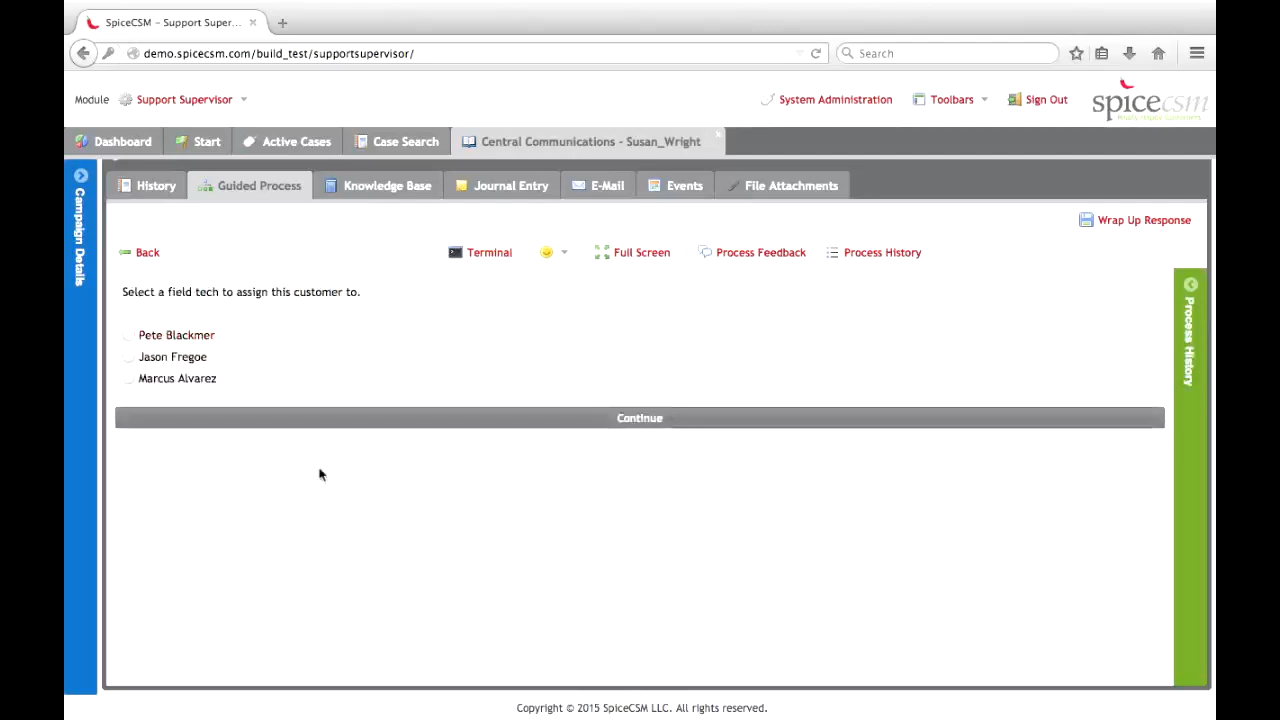 SpiceCSM – Support Super...
demo.spicecsm.com/build_test/supportsupervisor/
Search
Module
Support Supervisor
System Administration
Toolbars
Sign Out
spicecsm
Dashboard
Start
Active Cases
Case Search
Central Communications - Susan_Wright
Campaign Details
History
Guided Process
Knowledge Base
Journal Entry
E-Mail
Events
File Attachments
Wrap Up Response
Back
Terminal
Full Screen
Process Feedback
Process History
Select a field tech to assign this customer to.
Pete Blackmer
Jason Fregoe
Marcus Alvarez
Continue
Process History
Copyright © 2015 SpiceCSM LLC. All rights reserved.